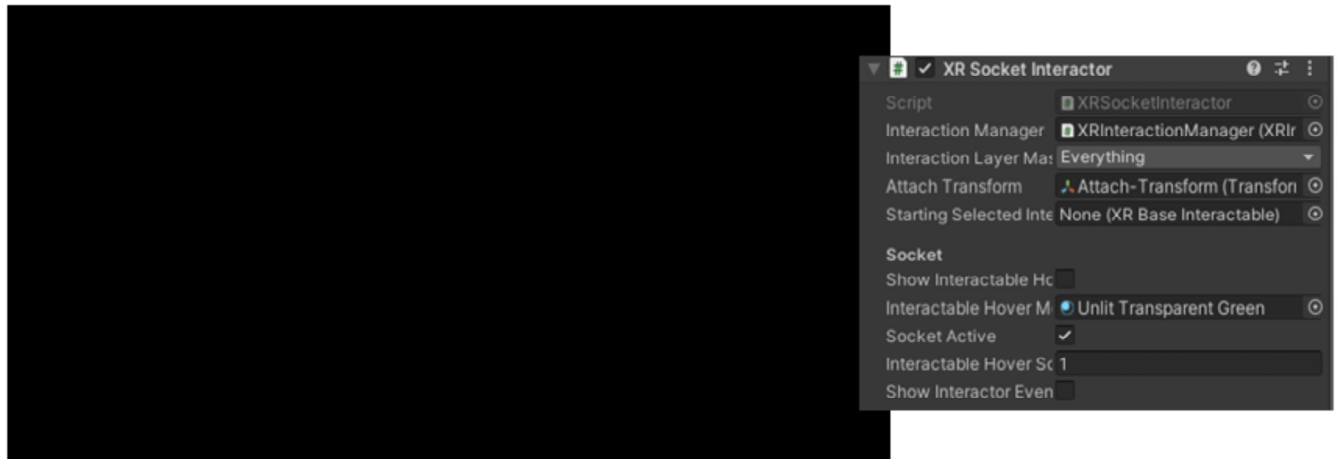 XR Socket Interactor
Script XRSocketInteractor
Interaction Manager XRInteractionManager (XRIr
Interaction Layer Mas Everything
Attach Transform Attach-Transform (Transfori
Starting Selected Inte None (XR Base Interactable)
Socket
Show Interactable Ho
Interactable Hover M Unlit Transparent Green
Socket Active
Interactable Hover Sc 1
Show Interactor Even